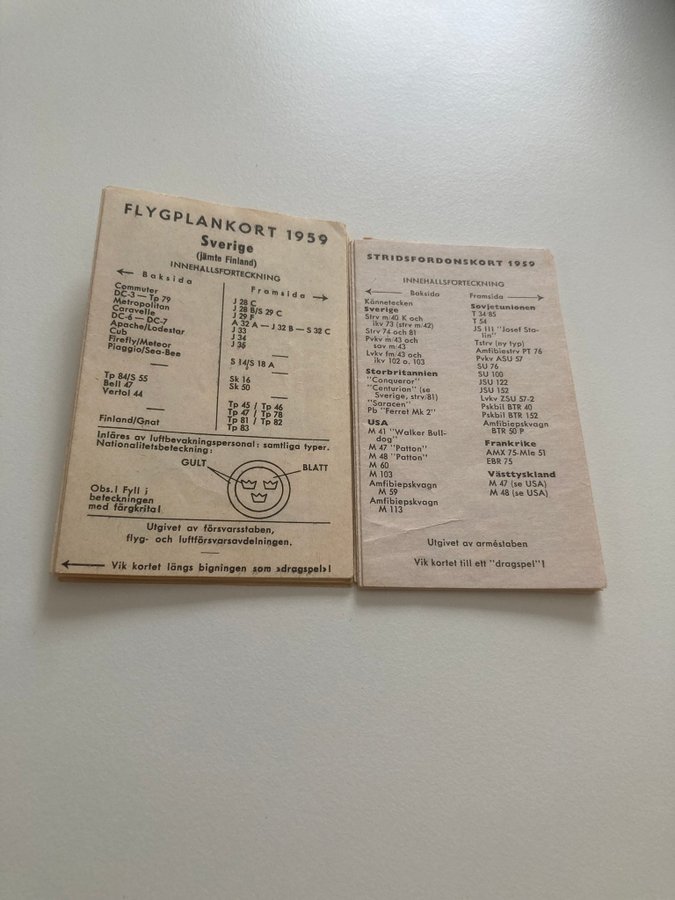 FLYGPLANKORT 1959
Sverige
(jämte Finland)
INNEHÅLLSFÖRTECKNING
← Baksida
Framsida →
Commuter
DC-3 — Tp 79
Metropolitan
Caravelle
DC-6 — DC-7
Apache/Lodestar
Cub
Firefly/Meteor
Piaggio/Sea-Bee
—
Tp 84/S 55
Bell 47
Vertol 44
—
Finland/Gnat
J 28 C
J 28 B/S 29 C
J 29 F
A 32 A — J 32 B — S 32 C
J 33
J 34
J 35
—
S 14/S 18 A
—
Sk 16
Sk 50
—
Tp 45 / Tp 46
Tp 47 / Tp 78
Tp 81 / Tp 82
Tp 83
Inläres av luftbevakningspersonal: samtliga typer.
Nationalitetsbeteckning:
GULT
BLÅTT
Obs.! Fyll i
beteckningen
med färgkrita!
Utgivet av försvarsstaben,
flyg- och luftförsvarsavdelningen.
—
← Vik kortet längs bigningen som »dragspel»!
STRIDSFORDONSKORT 1959
INNEHÅLLSFÖRTECKNING
← Baksida
Framsida →
Kännetecken
Sverige
Strv m/40 K och
ikv 73 (strv m/42)
Strv 74 och 81
Pvkv m/43 och
sav m/43
Lvkv fm/43 och
ikv 102 o. 103
Storbritannien
"Conqueror"
"Centurian" (se
Sverige, strv 81)
"Saracen"
Pb "Ferret Mk 2"
USA
M 41 "Walker Bull-
dog"
M 47 "Patton"
M 48 "Patton"
M 60
M 103
Amfibiepskvagn
M 59
Amfibiepskvagn
M 113
Sovjetunionen
T 34/85
T 54
JS III "Josef Sta-
lin"
Tstrv (ny typ)
Amfibiestrv PT 76
Pvkv ASU 57
SU 76
SU 100
JSU 122
JSU 152
Lvkv ZSU 57-2
Pskbil BTR 40
Pskbil BTR 152
Amfibiepskvagn
BTR 50 P
Frankrike
AMX 75-Mle 51
EBR 75
Västtyskland
M 47 (se USA)
M 48 (se USA)
Utgivet av arméstaben
Vik kortet till ett "dragspel"!